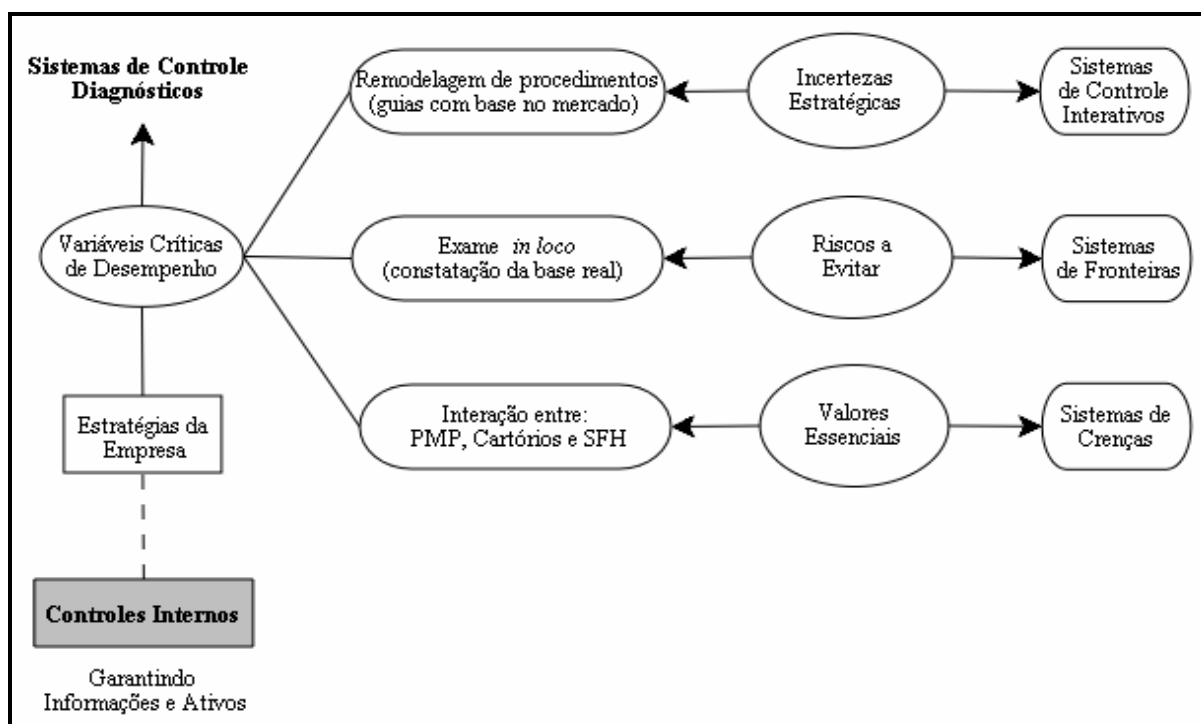 Sistemas de Controle
Diagnósticos
Remodelagem de procedimentos
(guias com base no mercado)
Incertezas
Estratégicas
Sistemas
de Controle
Interativos
Variáveis Críticas
de Desempenho
Exame in loco
(constatação da base real)
Riscos a
Evitar
Sistemas
de Fronteiras
Estratégias da
Empresa
Interação entre:
PMP, Cartórios e SFH
Valores
Essenciais
Sistemas de
Crenças
Controles Internos
Garantindo
Informações e Ativos